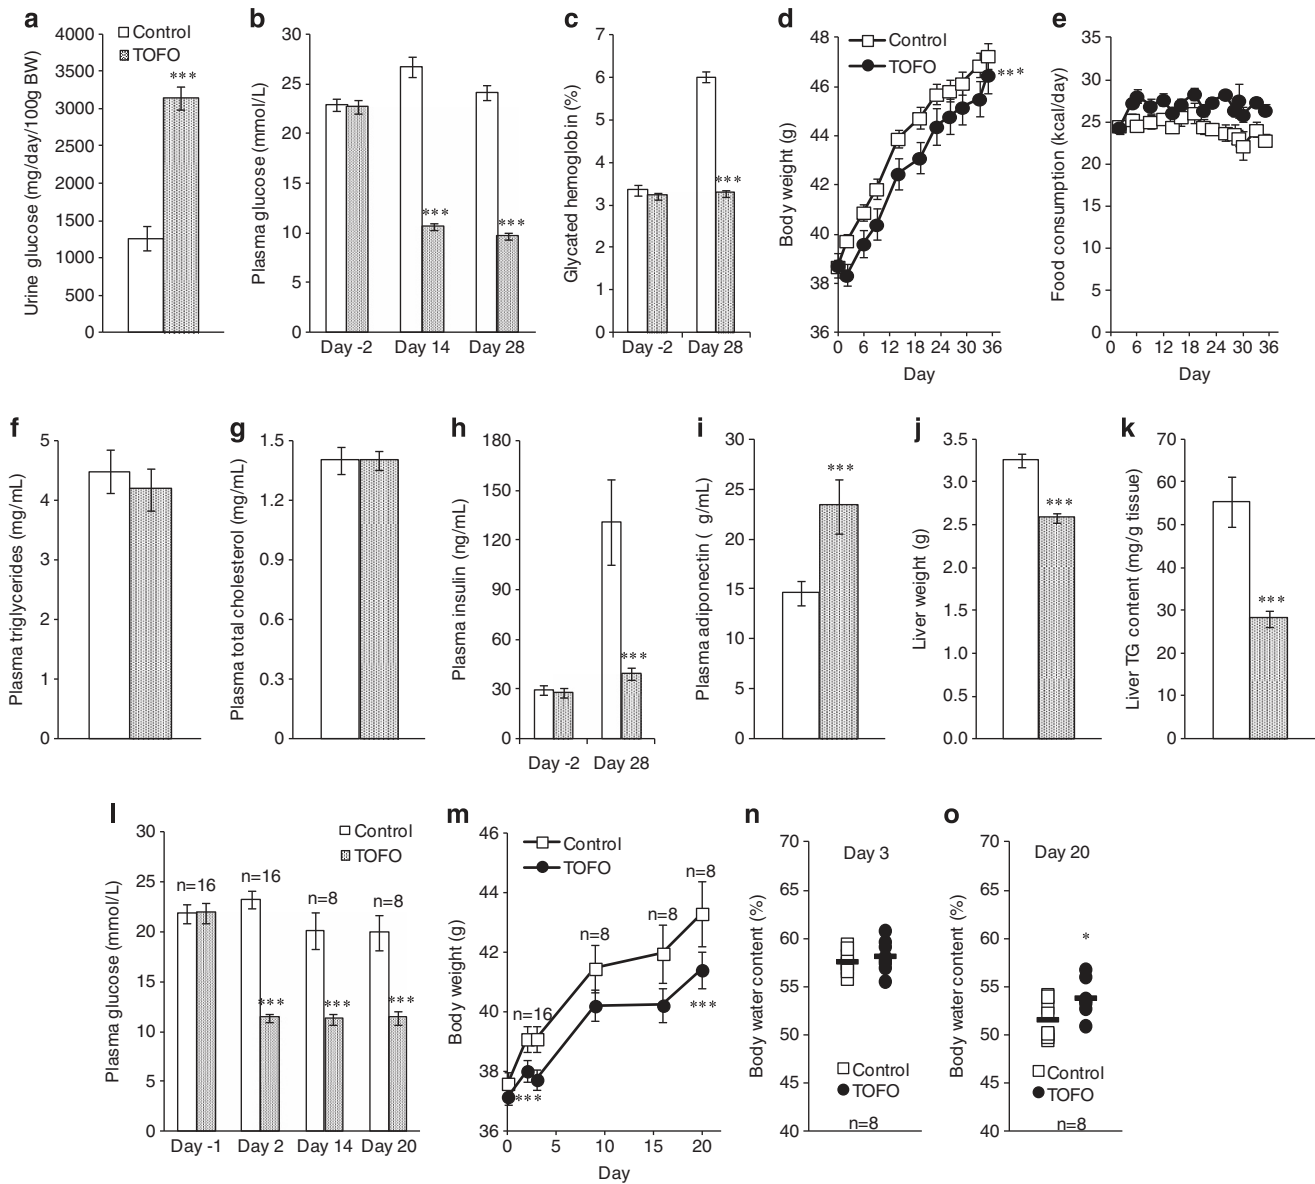 a
Urine glucose (mg/day/100g BW)
4000
3500
3000
2500
2000
1500
1000
500
0
Control
TOFO
***
b
Plasma glucose (mmol/L)
30
25
20
15
10
5
0
***
***
Day -2 Day 14 Day 28
c
Glycated hemoglobin (%)
7
6
5
4
3
2
1
0
***
Day -2 Day 28
d
Body weight (g)
48
46
44
42
40
38
36
Control
TOFO
***
0 6 12 18 24 30 36
Day
e
Food consumption (kcal/day)
35
30
25
20
25
10
5
0
0 6 12 18 24 30 36
Day
f
Plasma triglycerides (mg/mL)
5
4
3
2
1
0
g
Plasma total cholesterol (mg/mL)
1.5
1.2
0.9
0.6
0.3
0
h
Plasma insulin (ng/mL)
180
150
120
90
60
30
0
***
Day -2 Day 28
i
Plasma adiponectin ( g/mL)
30
25
20
15
10
5
0
***
j
Liver weight (g)
3.5
3.0
2.5
2.0
1.5
1.0
0.5
0.0
***
k
Liver TG content (mg/g tissue)
70
60
50
40
30
20
10
0
***
l
Plasma glucose (mmol/L)
30
25
20
15
10
5
0
Control
TOFO
n=16
n=16
n=8
n=8
***
***
***
Day -1 Day 2 Day 14 Day 20
m
Body weight (g)
46
44
42
40
38
36
Control
TOFO
n=16
n=8
n=8
n=8
***
***
0 5 10 15 20
Day
n
Body water content (%)
70
65
60
55
50
45
40
Day 3
Control
TOFO
n=8
o
Body water content (%)
70
65
60
55
50
45
40
Day 20
*
Control
TOFO
n=8